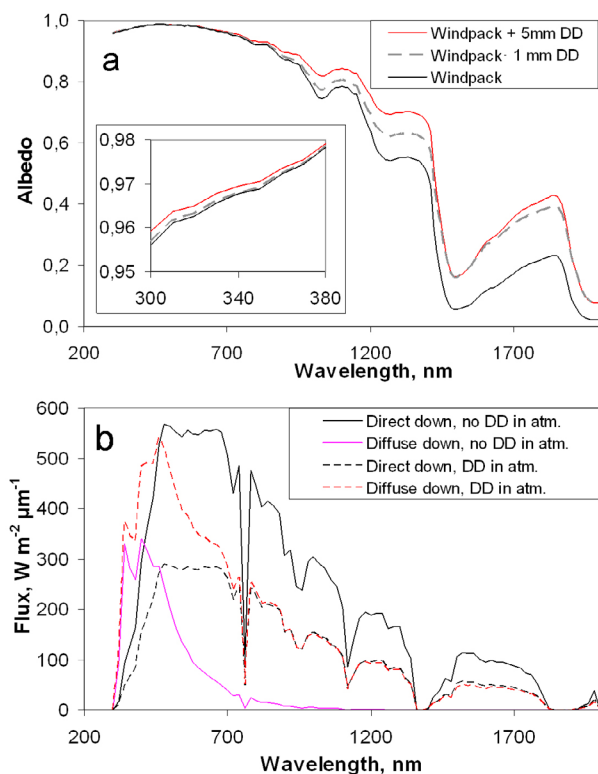 a
Windpack + 5mm DD
Windpack- 1 mm DD
Windpack
1,0
0,8
0,6
0,4
0,2
0,0
Albedo
0,98
0,97
0,96
0,95
300 340 380
200 700 1200 1700
Wavelength, nm
b
Direct down, no DD in atm.
Diffuse down, no DD in atm.
Direct down, DD in atm.
Diffuse down, DD in atm.
600
500
400
300
200
100
0
Flux, W m⁻² µm⁻¹
200 700 1200 1700
Wavelength, nm